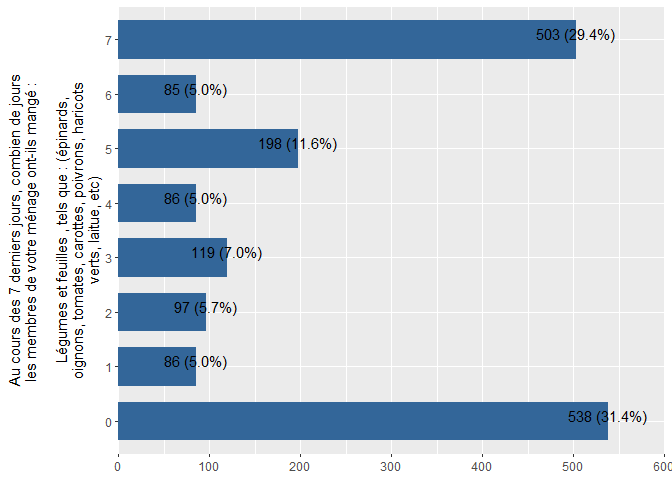 Au cours des 7 derniers jours, combien de jours
les membres de votre ménage ont-ils mangé :
Légumes et feuilles , tels que : (épinards,
oignons, tomates, carottes, poivrons, haricots
verts, laitue, etc)
7
503 (29.4%)
6
85 (5.0%)
5
198 (11.6%)
4
86 (5.0%)
3
119 (7.0%)
2
97 (5.7%)
1
86 (5.0%)
0
538 (31.4%)
0 100 200 300 400 500 600